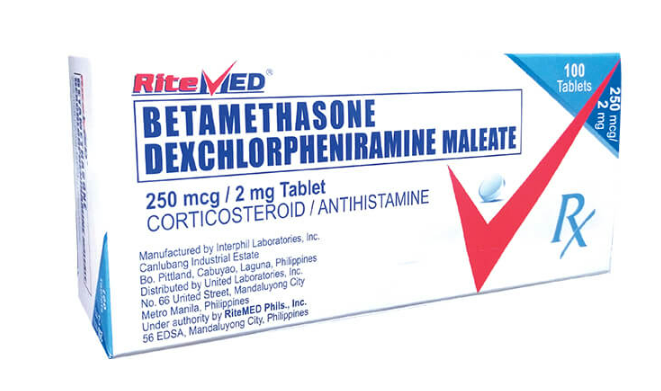 RiteMED®
BETAMETHASONE
DEXCHLORPHENIRAMINE MALEATE
250 mcg / 2 mg Tablet
CORTICOSTEROID / ANTIHISTAMINE
Manufactured by Interphil Laboratories, Inc.
Canlubang Industrial Estate
Bo. Pittland, Cabuyao, Laguna, Philippines
Distributed by United Laboratories, Inc.
No. 66 United Street, Mandaluyong City
Metro Manila, Philippines
Under authority by RiteMED Phils., Inc.
56 EDSA, Mandaluyong City, Philippines
100
Tablets
250 mcg/
2 mg
Rx